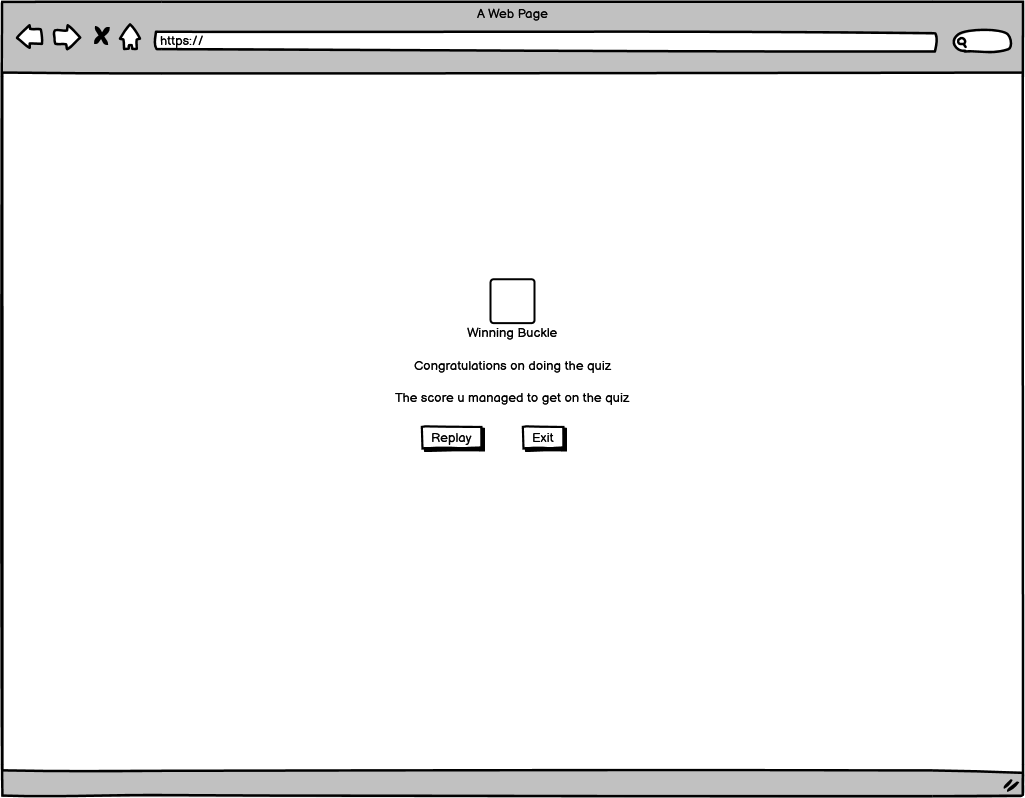 A Web Page
https://
Winning Buckle
Congratulations on doing the quiz
The score u managed to get on the quiz
Replay
Exit